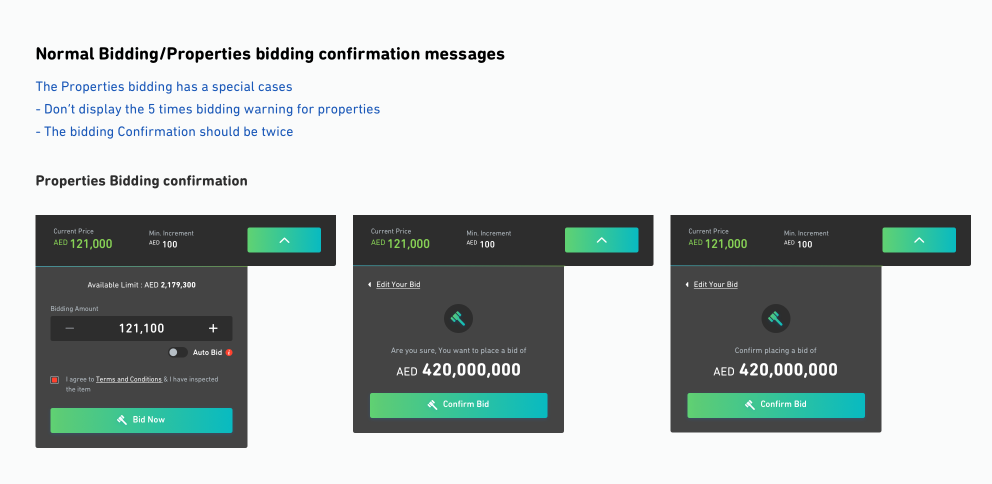 Normal Bidding/Properties bidding confirmation messages
The Properties bidding has a special cases
- Don't display the 5 times bidding warning for properties
- The bidding Confirmation should be twice
Properties Bidding confirmation
Current Price
AED 121,000
Min. Increment
AED 100
Available Limit : AED 2,179,300
Bidding Amount
− 121,100 +
Auto Bid i
I agree to Terms and Conditions & I have inspected
the item
Bid Now
Current Price
AED 121,000
Min. Increment
AED 100
Edit Your Bid
Are you sure, You want to place a bid of
AED 420,000,000
Confirm Bid
Current Price
AED 121,000
Min. Increment
AED 100
Edit Your Bid
Confirm placing a bid of
AED 420,000,000
Confirm Bid